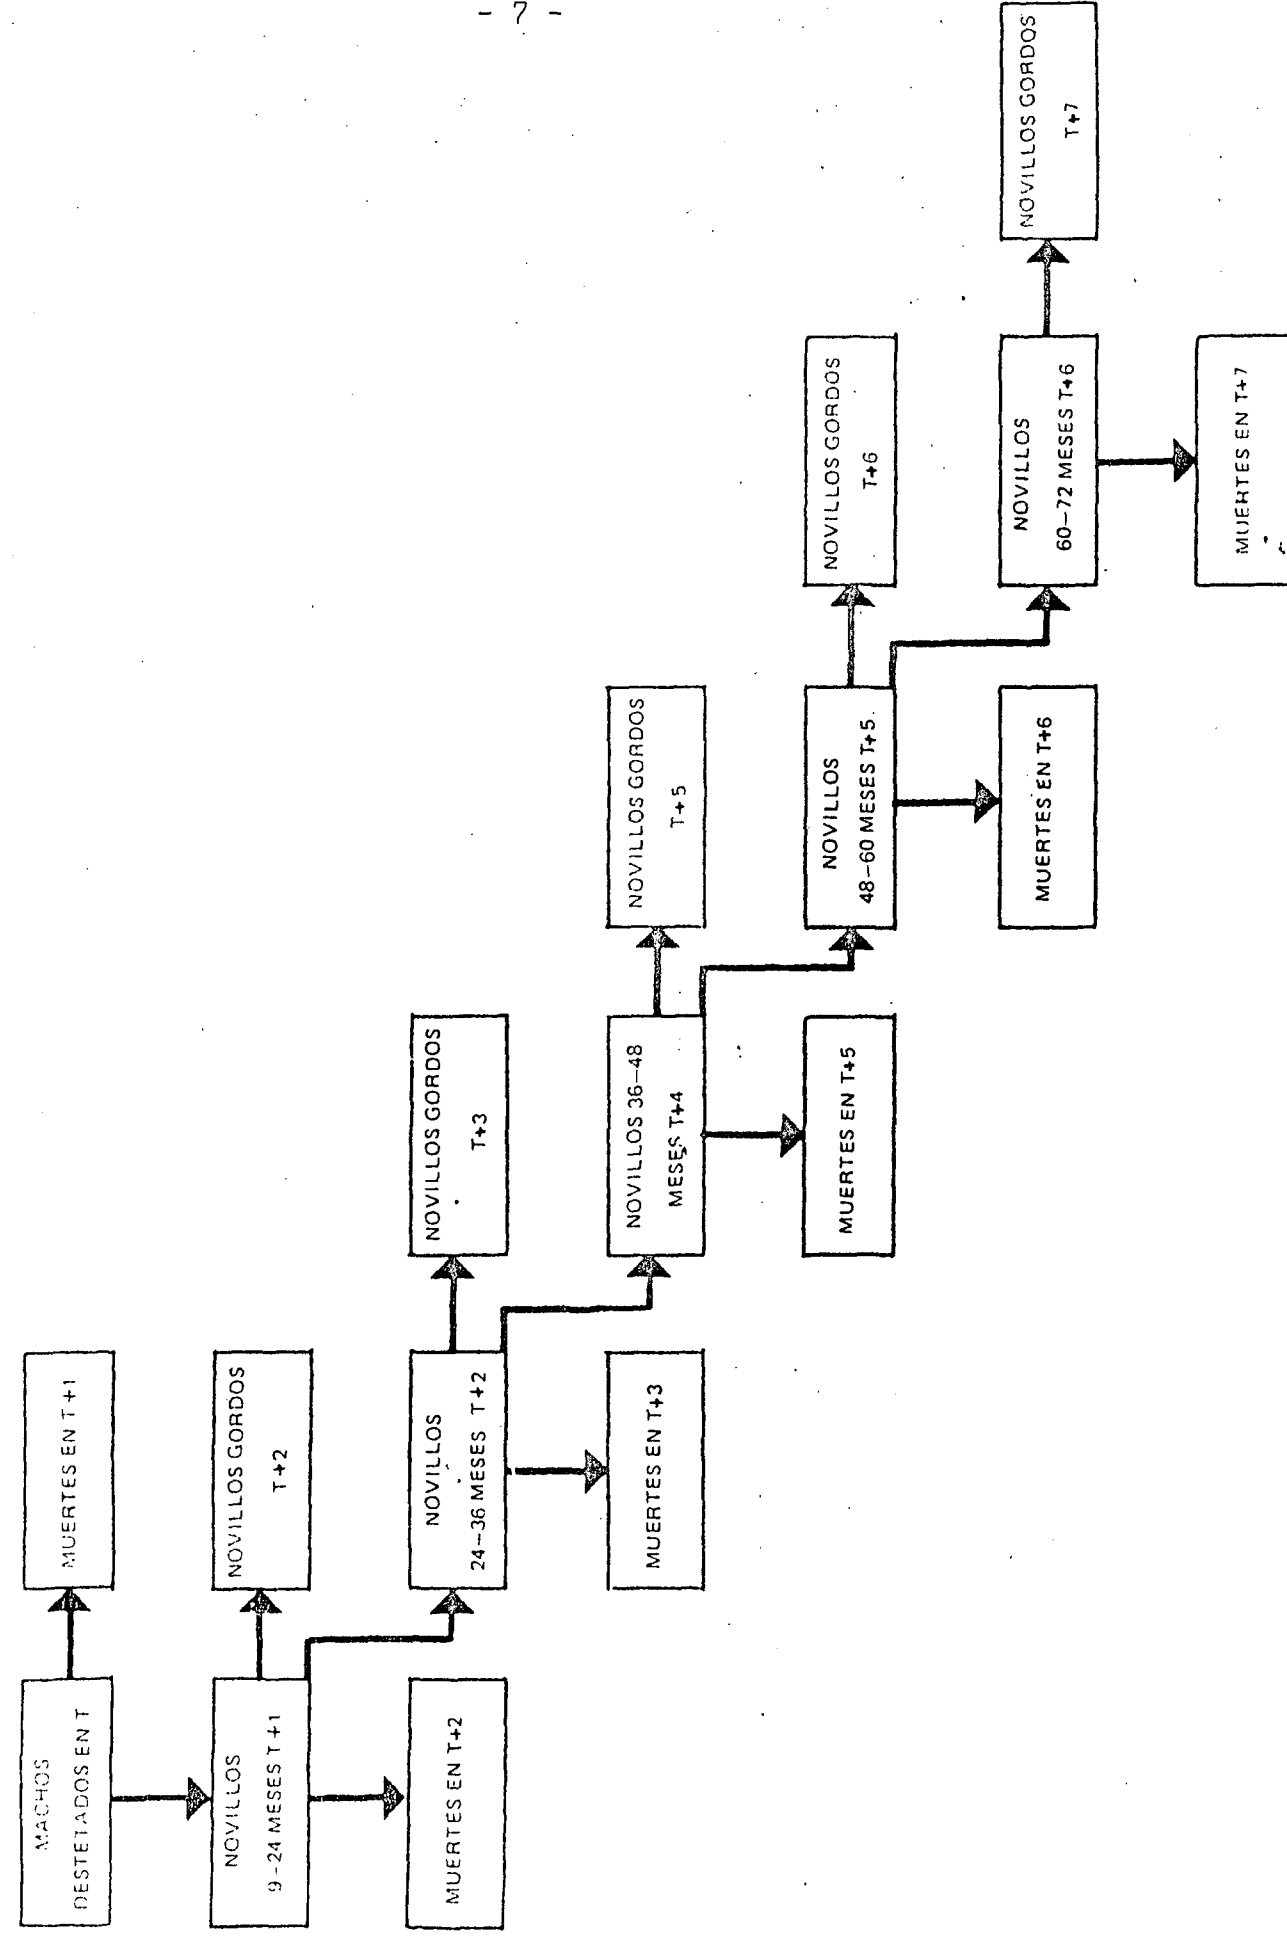 - 7 -
MACHOS
DESTETADOS EN T
MUERTES EN T+1
NOVILLOS
9-24 MESES T+1
NOVILLOS GORDOS
T+2
MUERTES EN T+2
NOVILLOS
24-36 MESES T+2
NOVILLOS GORDOS
T+3
MUERTES EN T+3
NOVILLOS 36-48
MESES T+4
NOVILLOS GORDOS
T+5
MUERTES EN T+5
NOVILLOS
48-60 MESES T+5
NOVILLOS GORDOS
T+6
MUERTES EN T+6
NOVILLOS
60-72 MESES T+6
NOVILLOS GORDOS
T+7
MUERTES EN T+7